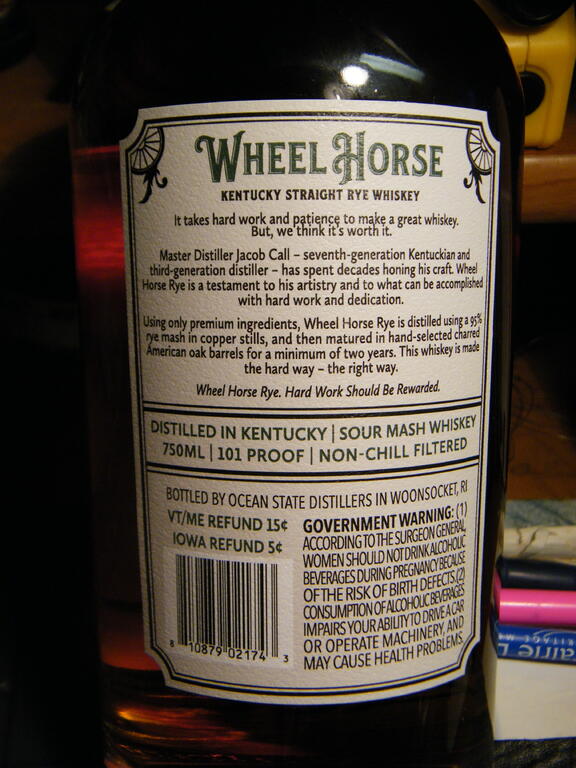 WHEEL HORSE
KENTUCKY STRAIGHT RYE WHISKEY
It takes hard work and patience to make a great whiskey.
But, we think it's worth it.
Master Distiller Jacob Call – seventh-generation Kentuckian and
third-generation distiller – has spent decades honing his craft. Wheel
Horse Rye is a testament to his artistry and to what can be accomplished
with hard work and dedication.
Using only premium ingredients, Wheel Horse Rye is distilled using a 95%
rye mash in copper stills, and then matured in hand-selected charred
American oak barrels for a minimum of two years. This whiskey is made
the hard way – the right way.
Wheel Horse Rye. Hard Work Should Be Rewarded.
DISTILLED IN KENTUCKY | SOUR MASH WHISKEY
750ML | 101 PROOF | NON-CHILL FILTERED
BOTTLED BY OCEAN STATE DISTILLERS IN WOONSOCKET, RI
VT/ME REFUND 15¢
IOWA REFUND 5¢
8 10879 02174 3
GOVERNMENT WARNING: (1)
ACCORDING TO THE SURGEON GENERAL,
WOMEN SHOULD NOT DRINK ALCOHOLIC
BEVERAGES DURING PREGNANCY BECAUSE
OF THE RISK OF BIRTH DEFECTS. (2)
CONSUMPTION OF ALCOHOLIC BEVERAGES
IMPAIRS YOUR ABILITY TO DRIVE A CAR
OR OPERATE MACHINERY, AND
MAY CAUSE HEALTH PROBLEMS.